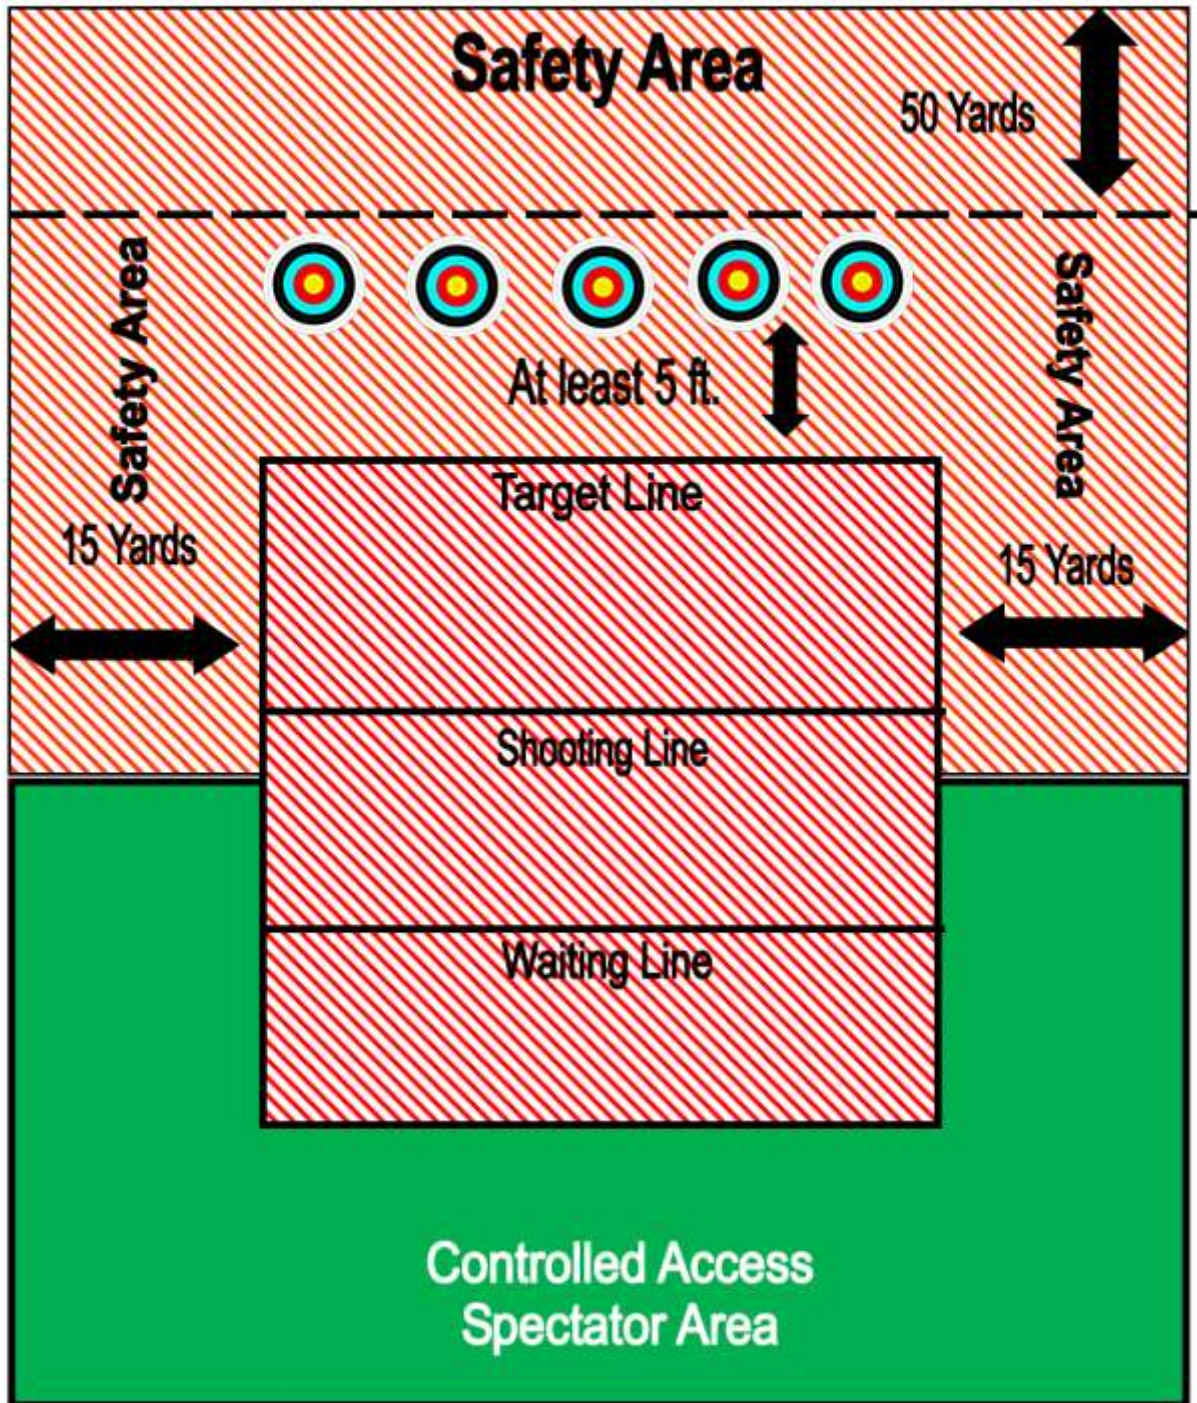 Safety Area
50 Yards
Safety Area
Safety Area
At least 5 ft.
Target Line
15 Yards
15 Yards
Shooting Line
Waiting Line
Controlled Access
Spectator Area